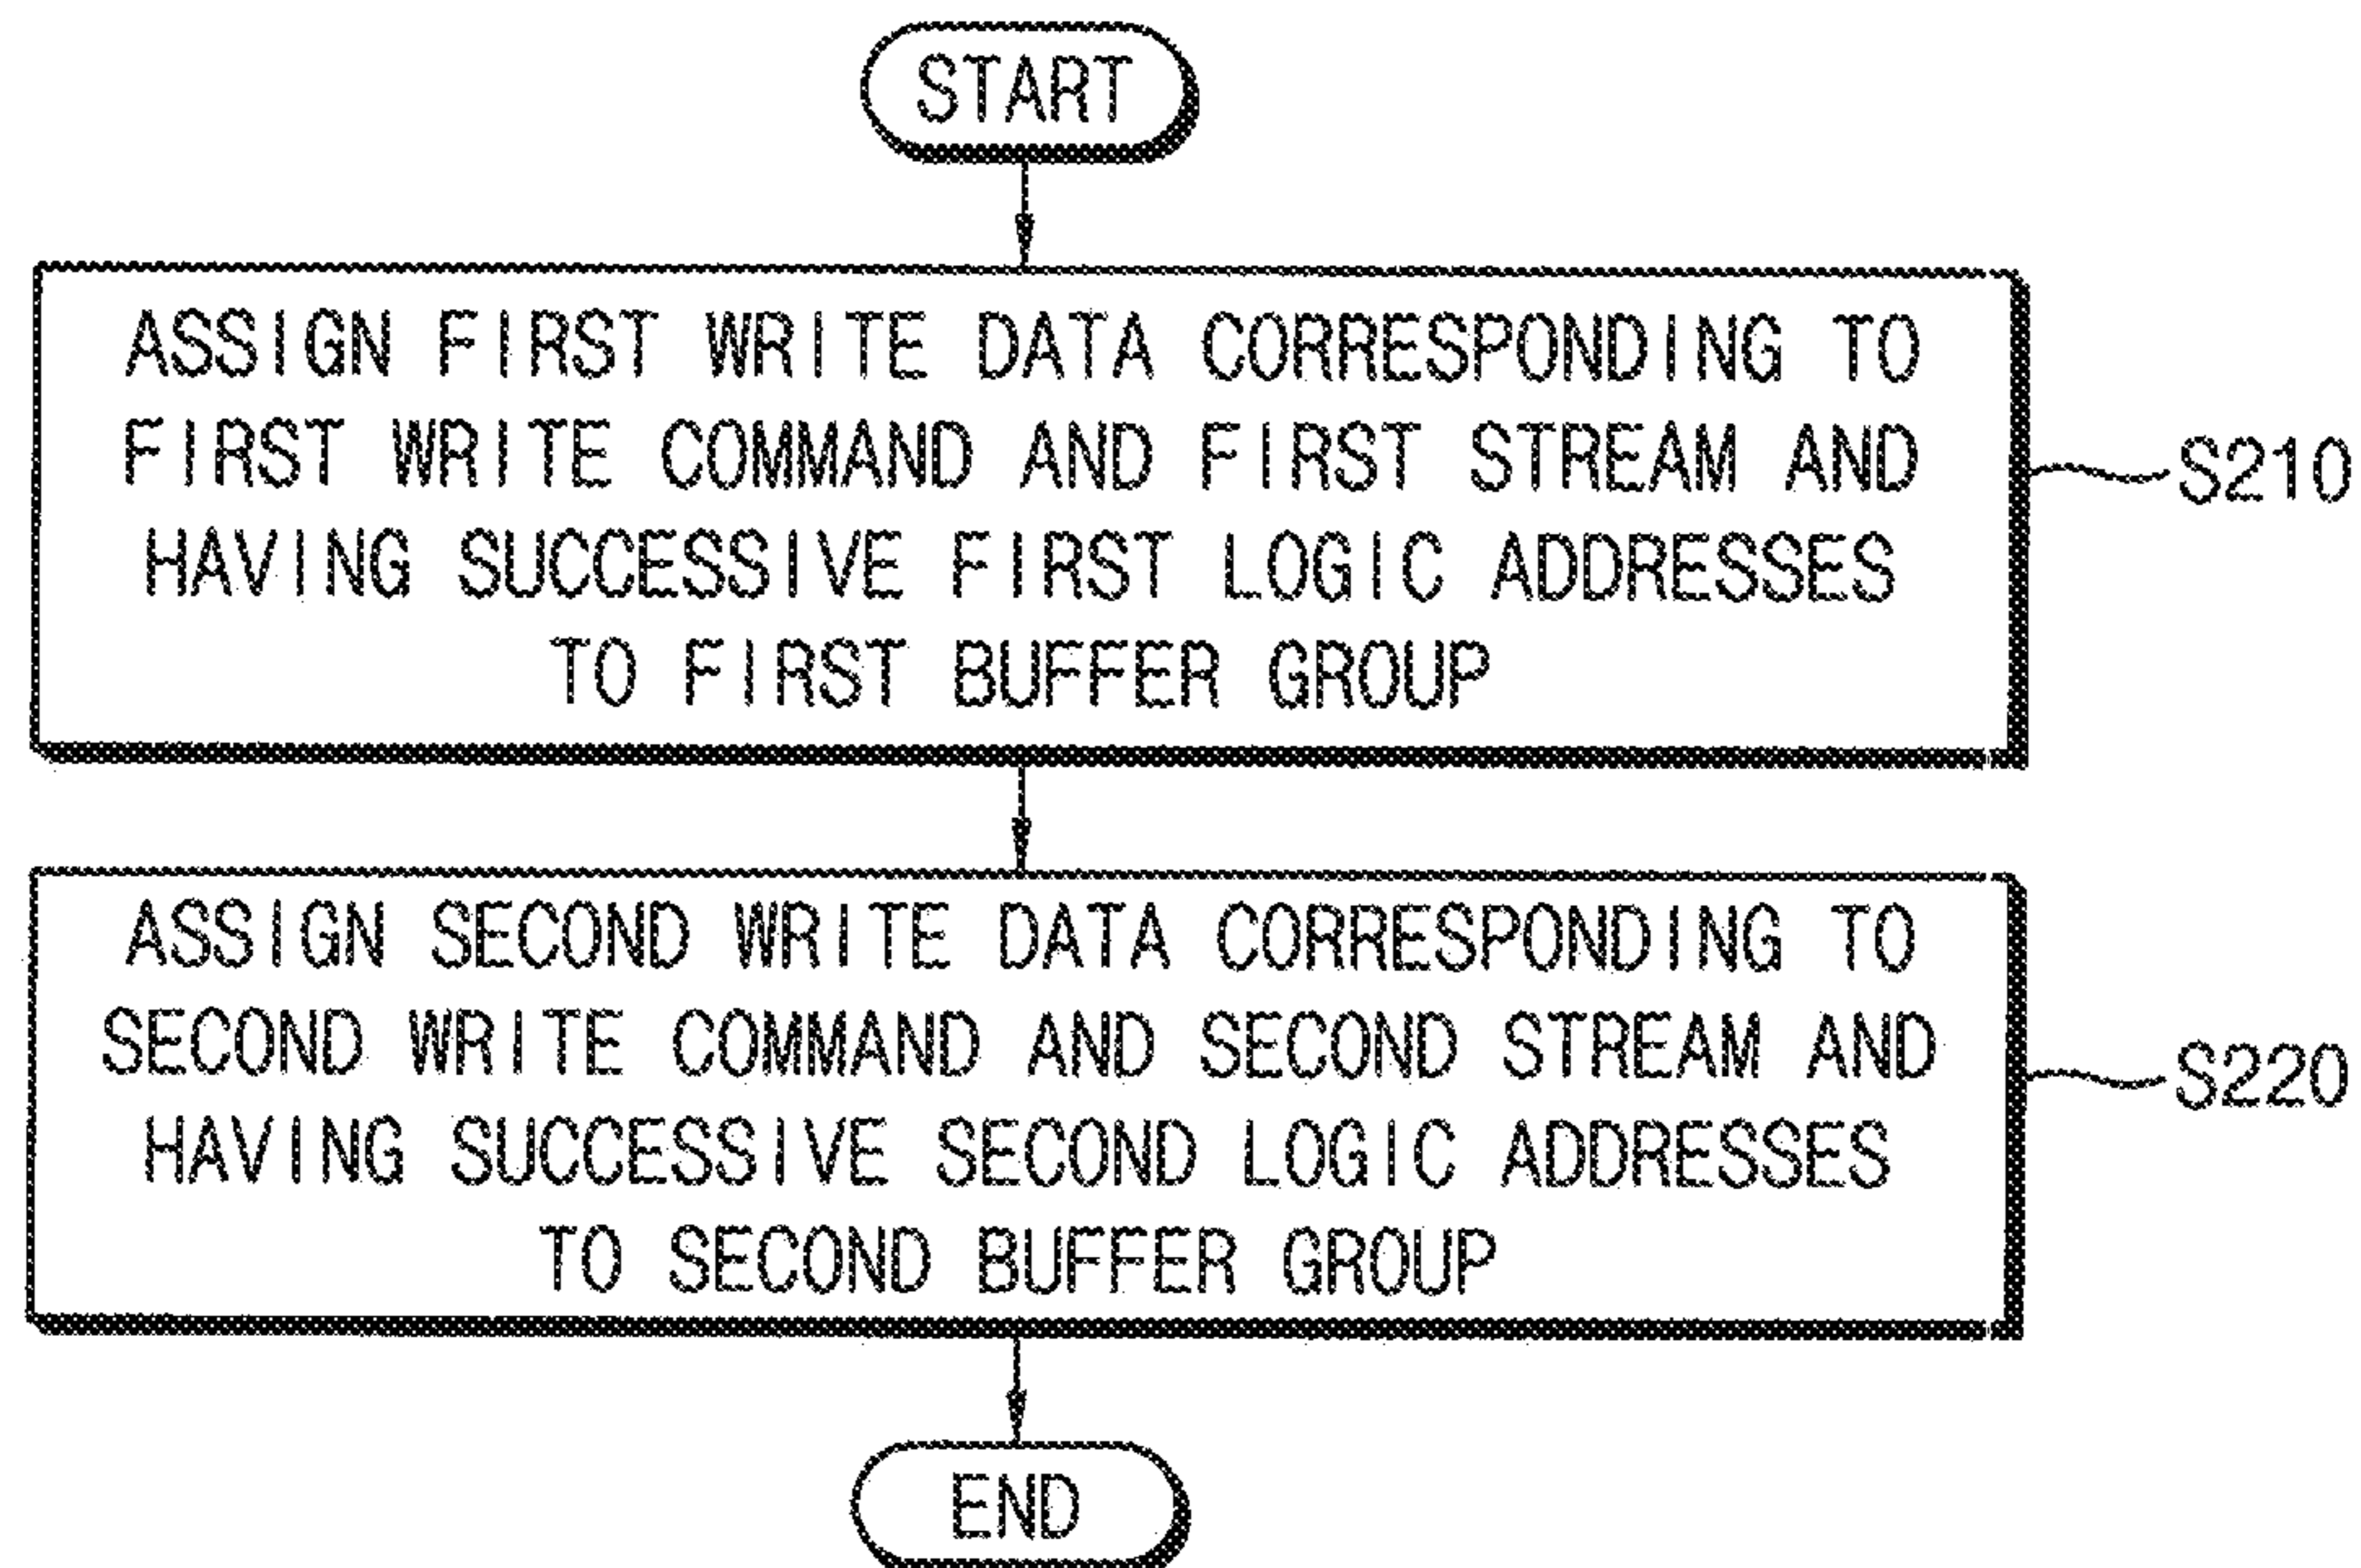 START
ASSIGN FIRST WRITE DATA CORRESPONDING TO
FIRST WRITE COMMAND AND FIRST STREAM AND
HAVING SUCCESSIVE FIRST LOGIC ADDRESSES
TO FIRST BUFFER GROUP
S210
ASSIGN SECOND WRITE DATA CORRESPONDING TO
SECOND WRITE COMMAND AND SECOND STREAM AND
HAVING SUCCESSIVE SECOND LOGIC ADDRESSES
TO SECOND BUFFER GROUP
S220
END